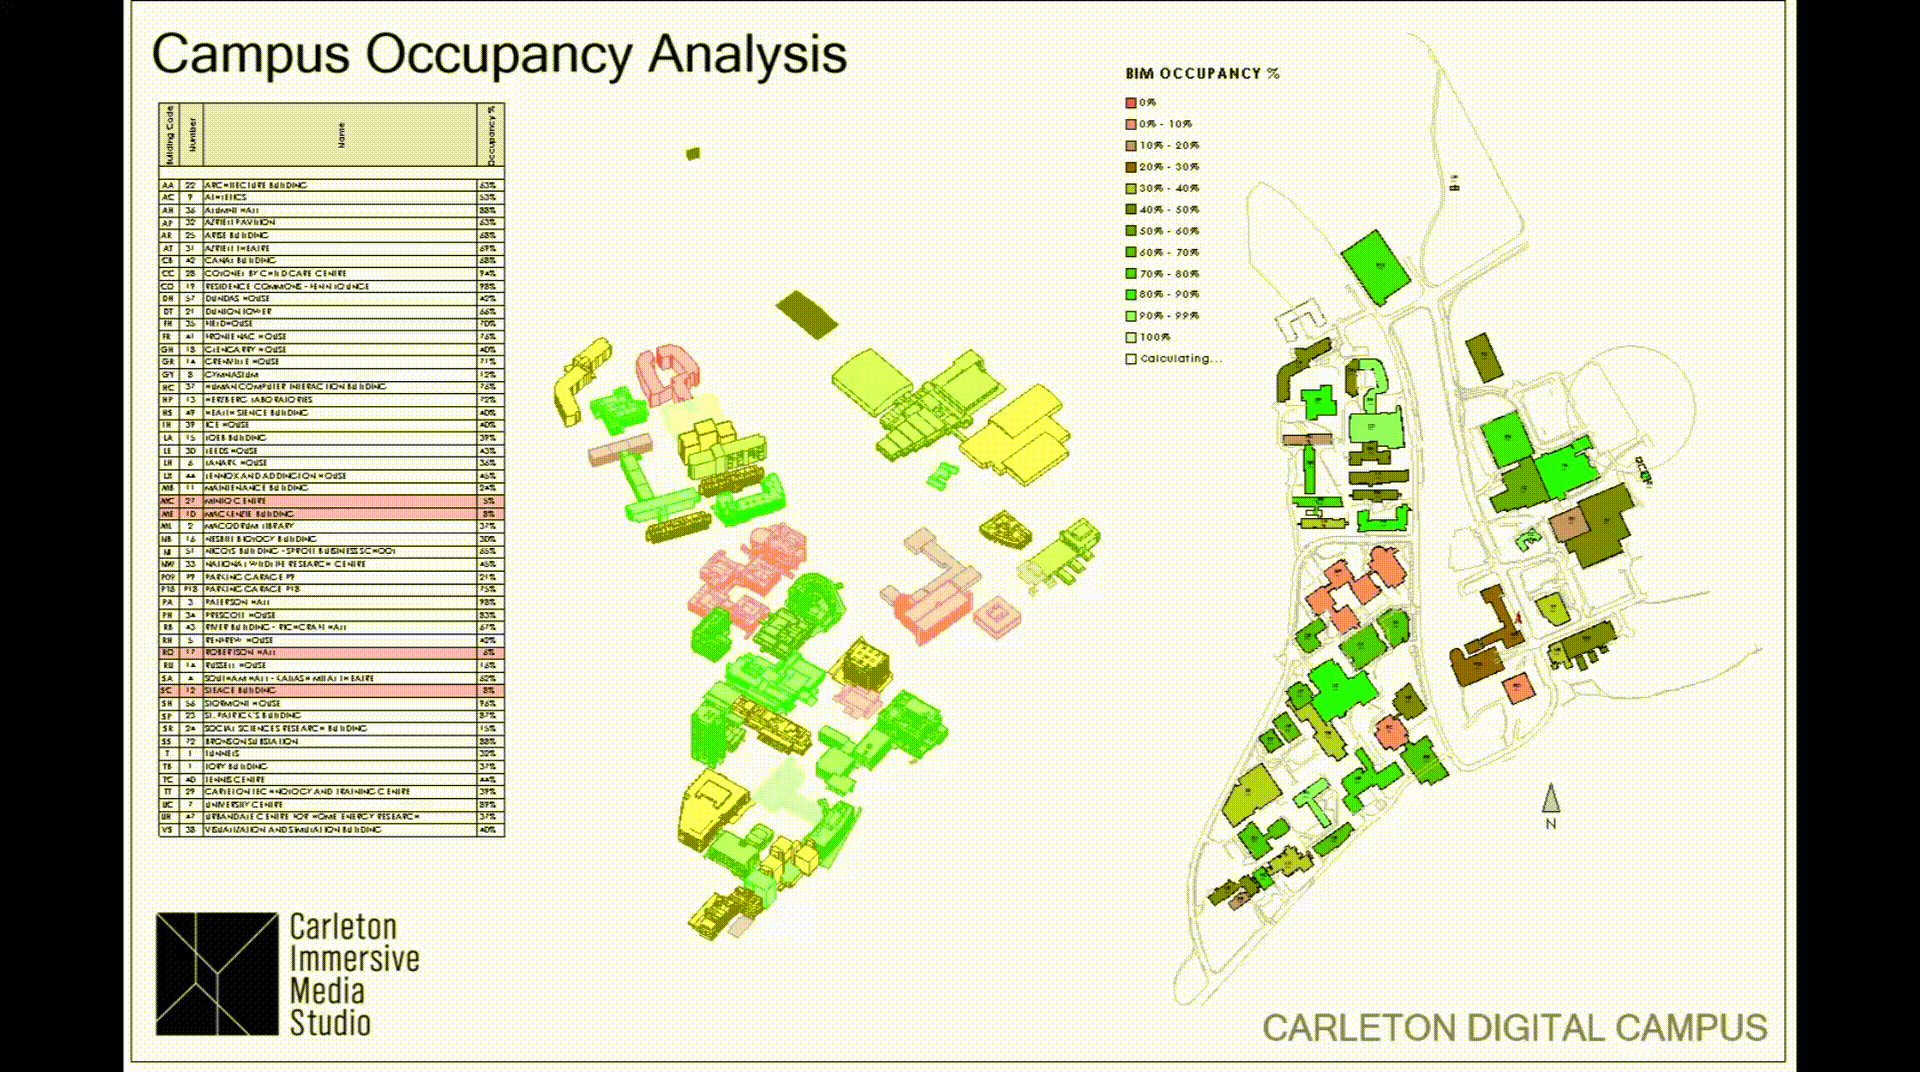 Campus Occupancy Analysis
Building Code Number Name Occupancy %
AA 22 ARCHITECTURE BUILDING 63%
AC 9 ATHLETICS 53%
AH 36 ALUMNI HALL 88%
AP 32 AZRIELI PAVILION 63%
AR 25 ARISE BUILDING 68%
AT 31 AZRIELI THEATRE 69%
CB 42 CANAL BUILDING 68%
CC 28 COLONEL BY CHILDCARE CENTRE 94%
CO 19 RESIDENCE COMMONS - FENN LOUNGE 98%
DH 57 DUNDAS HOUSE 42%
DT 21 DUNTON TOWER 66%
FH 35 FIELDHOUSE 70%
FR 41 FRONTENAC HOUSE 76%
GH 18 GLENGARRY HOUSE 40%
GR 14 GRENVILLE HOUSE 71%
GY 8 GYMNASIUM 12%
HC 37 HUMAN COMPUTER INTERACTION BUILDING 76%
HP 13 HERZBERG LABORATORIES 72%
HS 49 HEALTH SIENCE BUILDING 40%
IH 39 ICE HOUSE 40%
LA 15 LOEB BUILDING 39%
LE 30 LEEDS HOUSE 43%
LH 6 LANARK HOUSE 36%
LX 44 LENNOX AND ADDINGTON HOUSE 45%
MB 11 MAINTENANCE BUILDING 24%
MC 27 MINTO CENTRE 5%
ME 10 MACKENZIE BUILDING 8%
ML 2 MACODRUM LIBRARY 37%
NB 16 NESBITT BIOLOGY BUILDING 30%
NI 51 NICOLS BUILDING - SPROTT BUISINESS SCHOOL 65%
NW 33 NATIONAL WILDLIFE RESEARCH CENTRE 45%
P09 P9 PARKING GARAGE P9 21%
P18 P18 PARKING GARAGE P18 75%
PA 3 PATERSON HALL 98%
PH 34 PRESCOTT HOUSE 83%
RB 43 RIVER BUILDING - RICHCRAFT HALL 67%
RH 5 RENFREW HOUSE 42%
RO 17 ROBERTSON HALL 6%
RU 14 RUSSELL HOUSE 16%
SA 4 SOUTHAM HALL - KAILASH MITAL THEATRE 62%
SC 12 STEACIE BUILDING 8%
SH 56 STORMONT HOUSE 96%
SP 23 ST. PATRICK'S BUILDING 87%
SR 24 SOCIAL SCIENCES RESEARCH BUILDING 15%
SS 72 BRONSON SUBSTATION 88%
T 1 TUNNELS 32%
TB 1 TORY BUILDING 37%
TC 40 TENNIS CENTRE 44%
TT 29 CARLETON TECHNOLOGY AND TRAINING CENTRE 39%
UC 7 UNIVERSITY CENTRE 89%
UH 47 URBANDALE CENTRE FOR HOME ENERGY RESEARCH 37%
VS 38 VISUALIZATION AND SIMULATION BUILDING 40%
BIM OCCUPANCY %
0%
0% - 10%
10% - 20%
20% - 30%
30% - 40%
40% - 50%
50% - 60%
60% - 70%
70% - 80%
80% - 90%
90% - 99%
100%
Calculating...
N
Carleton
Immersive
Media
Studio
CARLETON DIGITAL CAMPUS